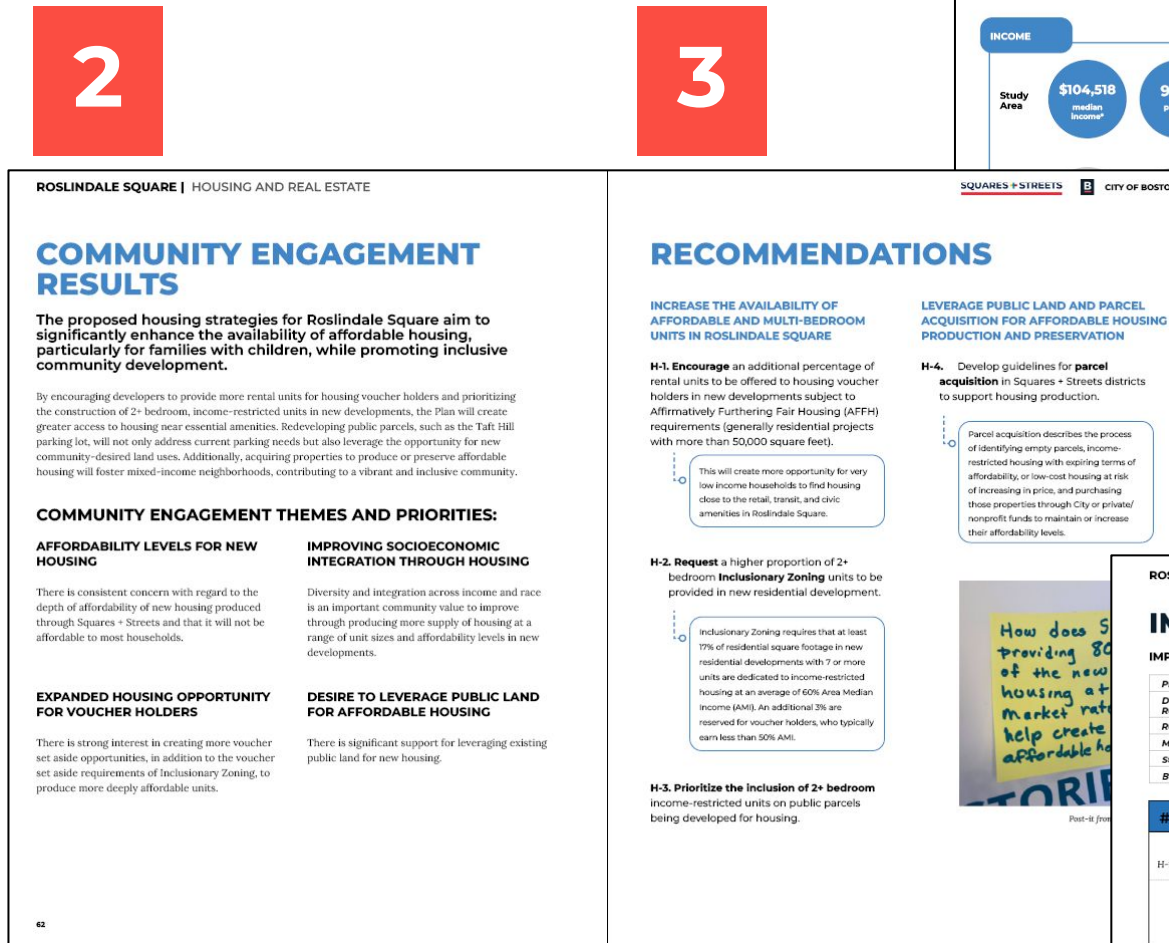 2
3
INCOME
Study
Area
$104,518
median
income*
ROSLINDALE SQUARE | HOUSING AND REAL ESTATE
COMMUNITY ENGAGEMENT
RESULTS
The proposed housing strategies for Roslindale Square aim to
significantly enhance the availability of affordable housing,
particularly for families with children, while promoting inclusive
community development.
By encouraging developers to provide more rental units for housing voucher holders and prioritizing
the construction of 2+ bedroom, income-restricted units in new developments, the Plan will create
greater access to housing near essential amenities. Redeveloping public parcels, such as the Taft Hill
parking lot, will not only address current parking needs but also leverage the opportunity for new
community-desired land uses. Additionally, acquiring properties to produce or preserve affordable
housing will foster mixed-income neighborhoods, contributing to a vibrant and inclusive community.
COMMUNITY ENGAGEMENT THEMES AND PRIORITIES:
AFFORDABILITY LEVELS FOR NEW
HOUSING
There is consistent concern with regard to the
depth of affordability of new housing produced
through Squares + Streets and that it will not be
affordable to most households.
IMPROVING SOCIOECONOMIC
INTEGRATION THROUGH HOUSING
Diversity and integration across income and race
is an important community value to improve
through producing more supply of housing at a
range of unit sizes and affordability levels in new
developments.
EXPANDED HOUSING OPPORTUNITY
FOR VOUCHER HOLDERS
There is strong interest in creating more voucher
set aside opportunities, in addition to the voucher
set aside requirements of Inclusionary Zoning, to
produce more deeply affordable units.
DESIRE TO LEVERAGE PUBLIC LAND
FOR AFFORDABLE HOUSING
There is significant support for leveraging existing
public land for new housing.
62
SQUARES + STREETS B CITY OF BOSTO
RECOMMENDATIONS
INCREASE THE AVAILABILITY OF
AFFORDABLE AND MULTI-BEDROOM
UNITS IN ROSLINDALE SQUARE
H-1. Encourage an additional percentage of
rental units to be offered to housing voucher
holders in new developments subject to
Affirmatively Furthering Fair Housing (AFFH)
requirements (generally residential projects
with more than 50,000 square feet).
This will create more opportunity for very
low income households to find housing
close to the retail, transit, and civic
amenities in Roslindale Square.
H-2. Request a higher proportion of 2+
bedroom Inclusionary Zoning units to be
provided in new residential development.
Inclusionary Zoning requires that at least
17% of residential square footage in new
residential developments with 7 or more
units are dedicated to income-restricted
housing at an average of 60% Area Median
Income (AMI). An additional 3% are
reserved for voucher holders, who typically
earn less than 50% AMI.
H-3. Prioritize the inclusion of 2+ bedroom
income-restricted units on public parcels
being developed for housing.
LEVERAGE PUBLIC LAND AND PARCEL
ACQUISITION FOR AFFORDABLE HOUSING
PRODUCTION AND PRESERVATION
H-4. Develop guidelines for parcel
acquisition in Squares + Streets districts
to support housing production.
Parcel acquisition describes the process
of identifying empty parcels, income-
restricted housing with expiring terms of
affordability, or low-cost housing at risk
of increasing in price, and purchasing
those properties through City or private/
nonprofit funds to maintain or increase
their affordability levels.
How does S
providing 80
of the new
housing at
market rate
help create
affordable ho
TORIE
Post-it from
ROS
IMP
#
H-